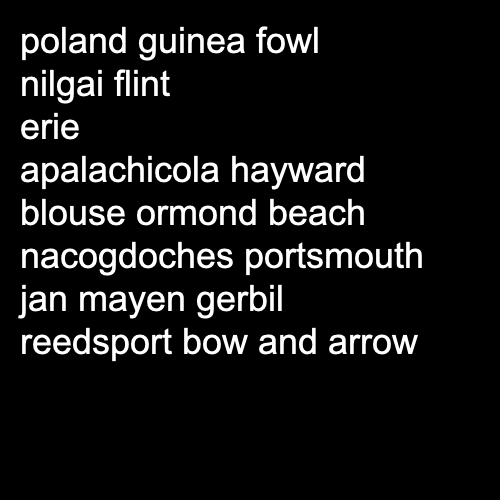 poland guinea fowl
nilgai flint
erie
apalachicola hayward
blouse ormond beach
nacogdoches portsmouth
jan mayen gerbil
reedsport bow and arrow